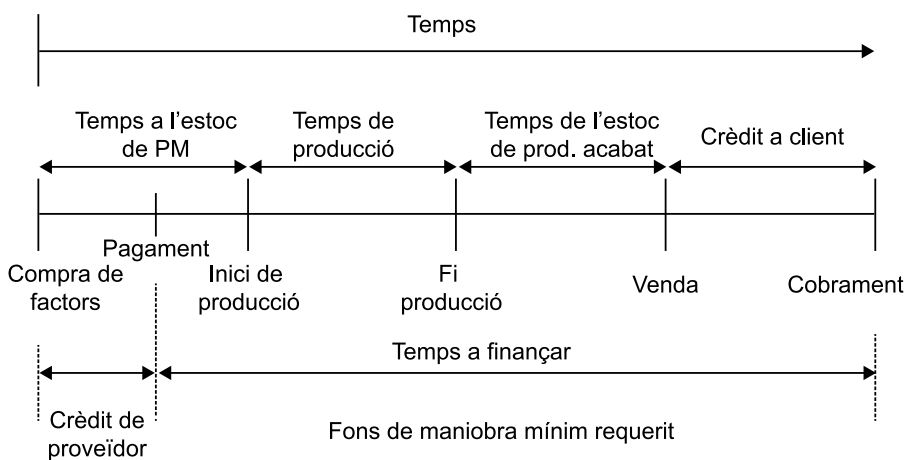 Temps
Temps a l'estoc
de PM
Temps de
producció
Temps de l'estoc
de prod. acabat
Crèdit a client
Pagament
Compra de
factors
Inici de
producció
Fi
producció
Venda
Cobrament
Temps a finançar
Crèdit de
proveïdor
Fons de maniobra mínim requerit